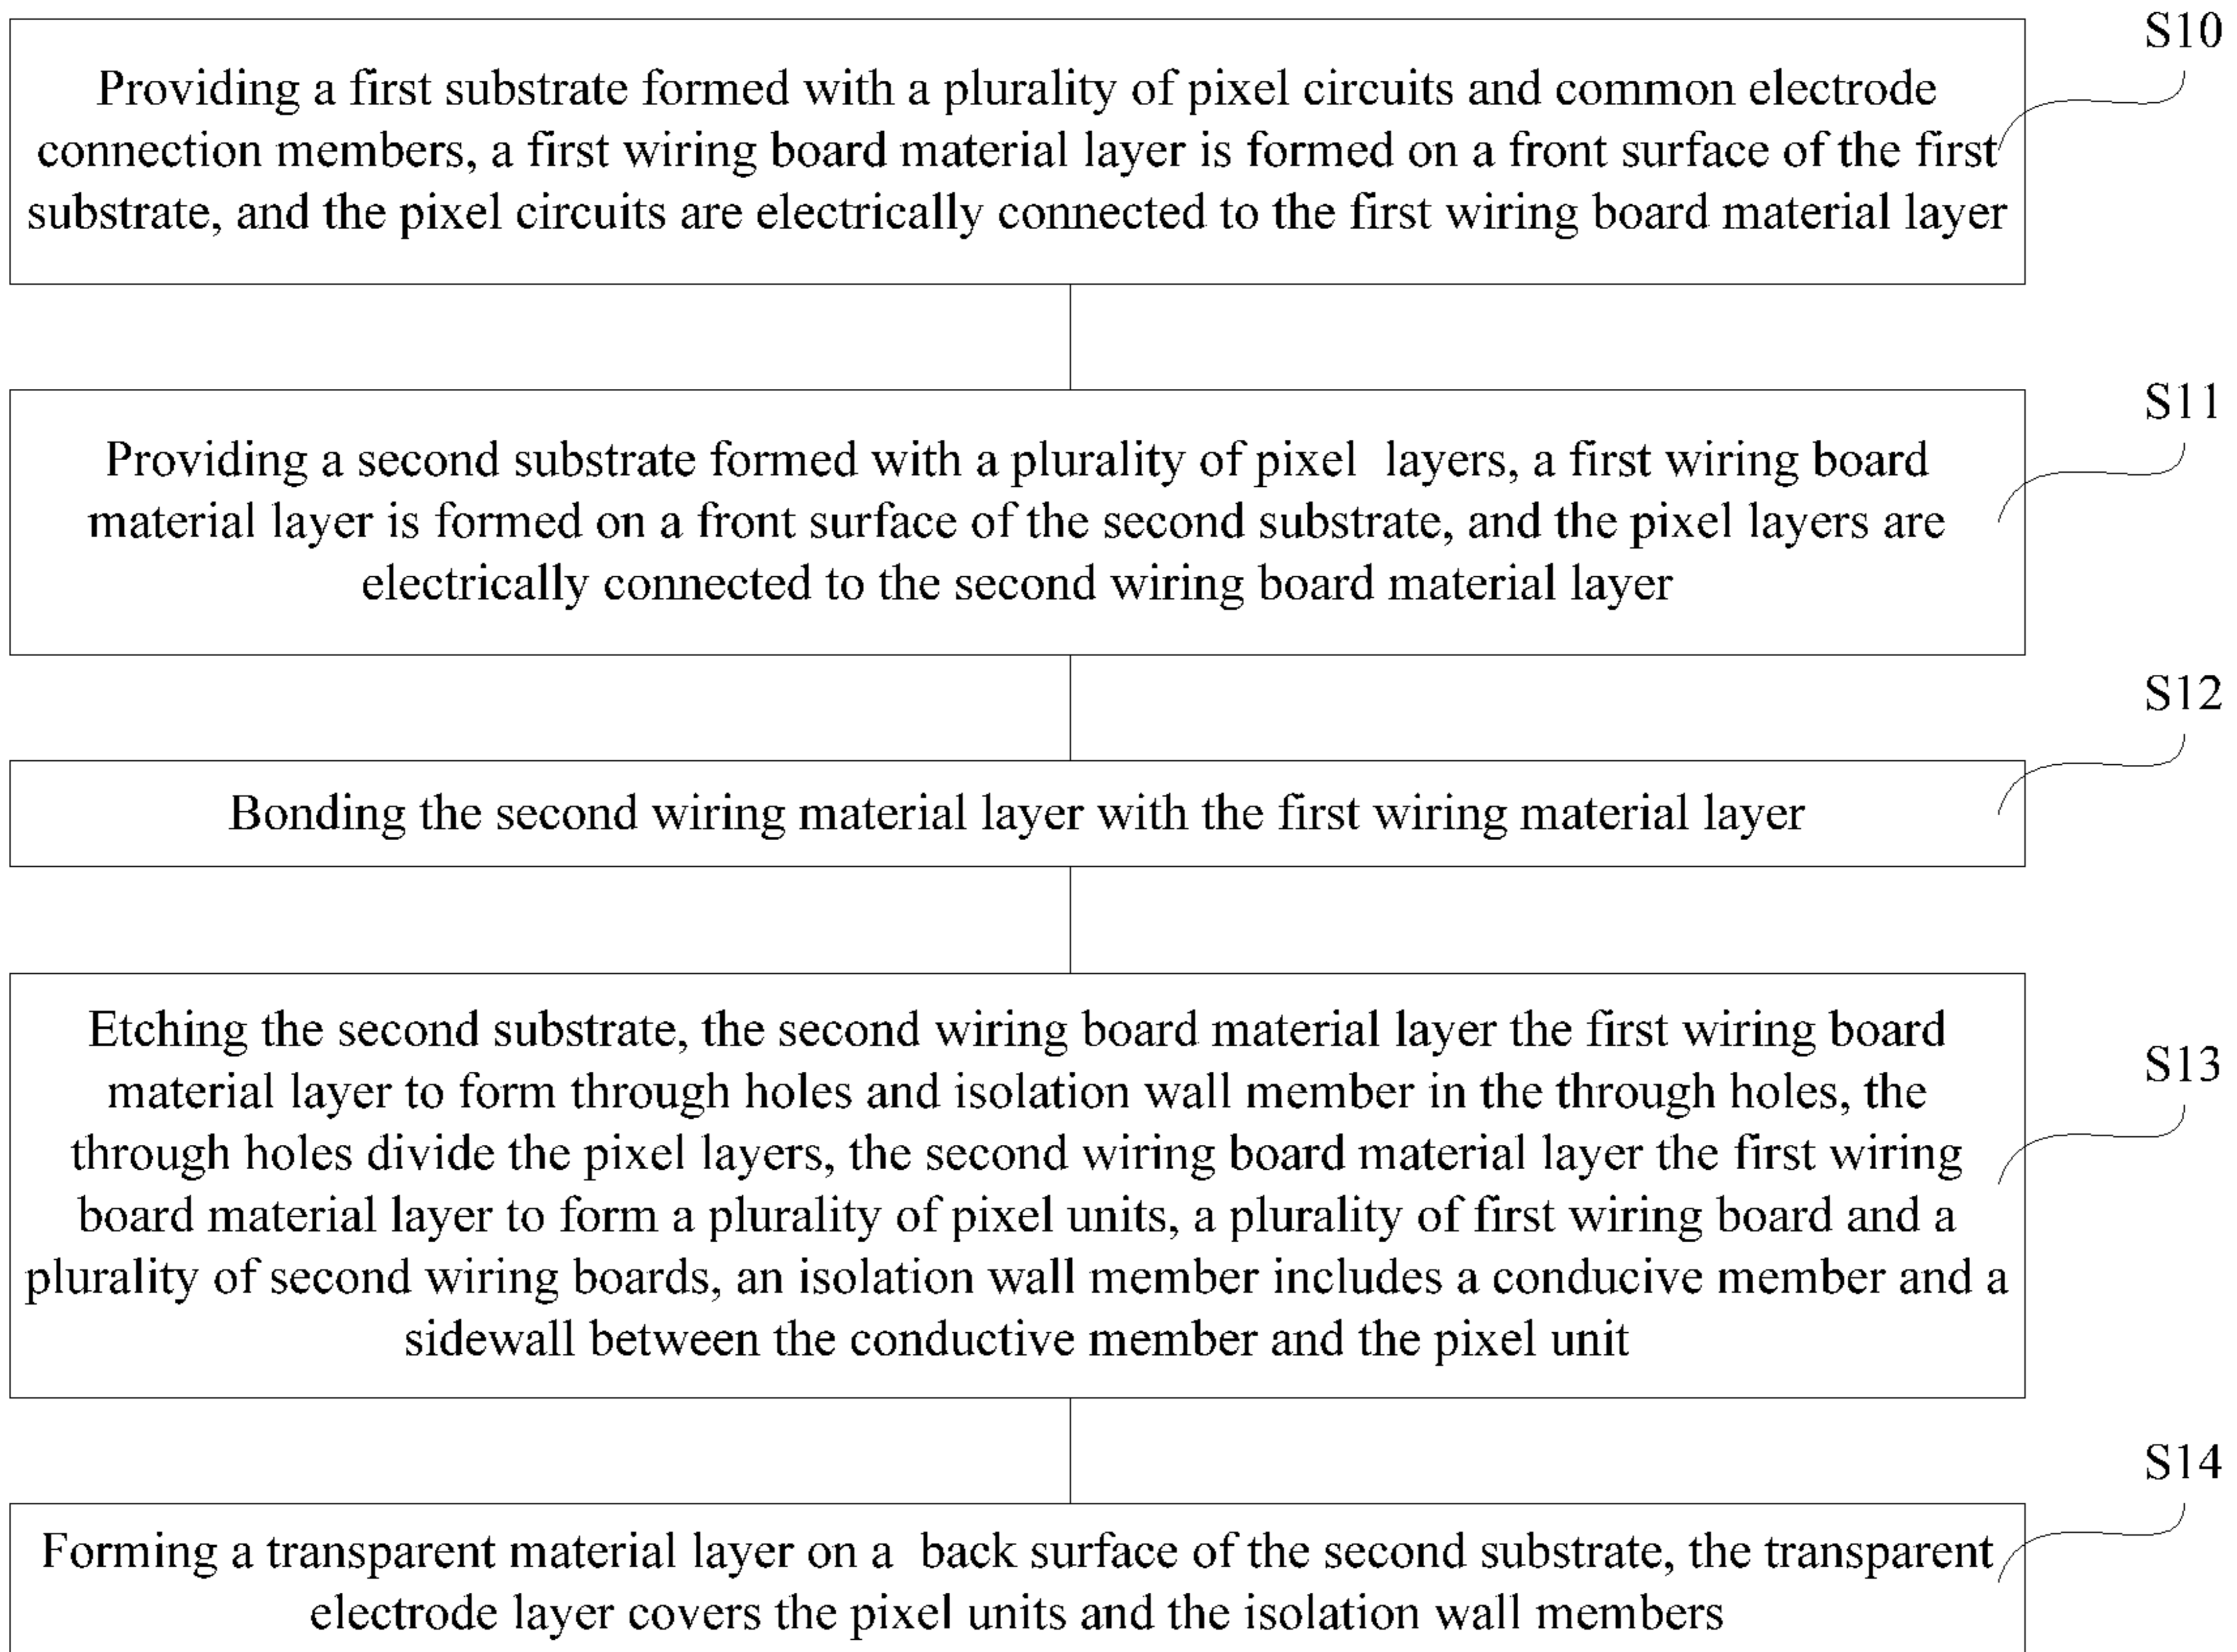 S10
Providing a first substrate formed with a plurality of pixel circuits and common electrode
connection members, a first wiring board material layer is formed on a front surface of the first
substrate, and the pixel circuits are electrically connected to the first wiring board material layer
S11
Providing a second substrate formed with a plurality of pixel  layers, a first wiring board
material layer is formed on a front surface of the second substrate, and the pixel layers are
electrically connected to the second wiring board material layer
S12
Bonding the second wiring material layer with the first wiring material layer
S13
Etching the second substrate, the second wiring board material layer the first wiring board
material layer to form through holes and isolation wall member in the through holes, the
through holes divide the pixel layers, the second wiring board material layer the first wiring
board material layer to form a plurality of pixel units, a plurality of first wiring board and a
plurality of second wiring boards, an isolation wall member includes a conducive member and a
sidewall between the conductive member and the pixel unit
S14
Forming a transparent material layer on a  back surface of the second substrate, the transparent
electrode layer covers the pixel units and the isolation wall members